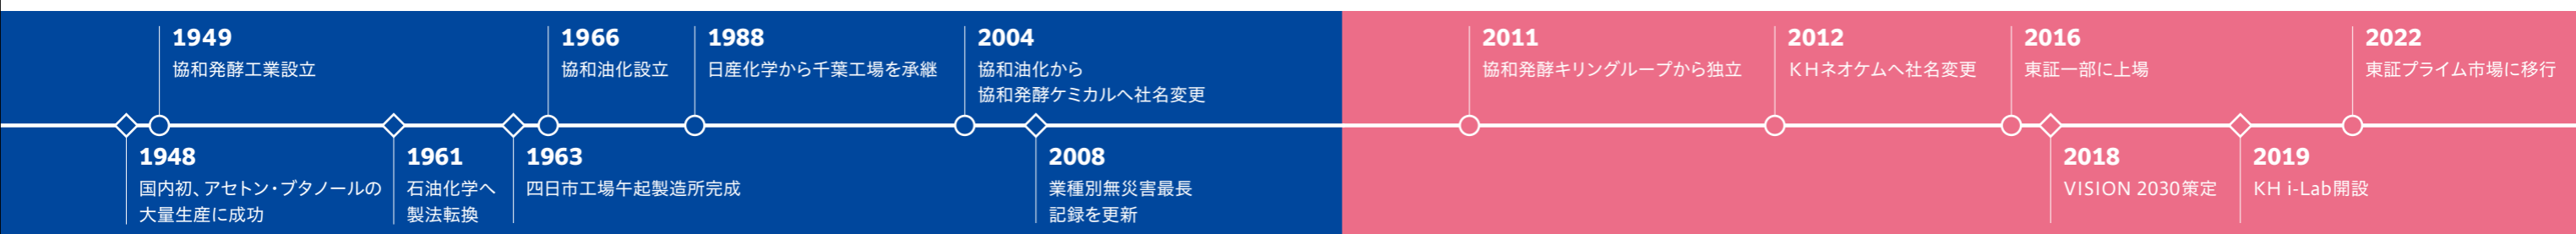 1949
協和発酵工業設立
1966
協和油化設立
1988
日産化学から千葉工場を承継
2004
協和油化から
協和発酵ケミカルへ社名変更
2011
協和発酵キリングループから独立
2012
KHネオケムへ社名変更
2016
東証一部に上場
2022
東証プライム市場に移行
1948
国内初、アセトン・ブタノールの
大量生産に成功
1961
石油化学へ
製法転換
1963
四日市工場午起製造所完成
2008
業種別無災害最長
記録を更新
2018
VISION 2030策定
2019
KH i-Lab開設